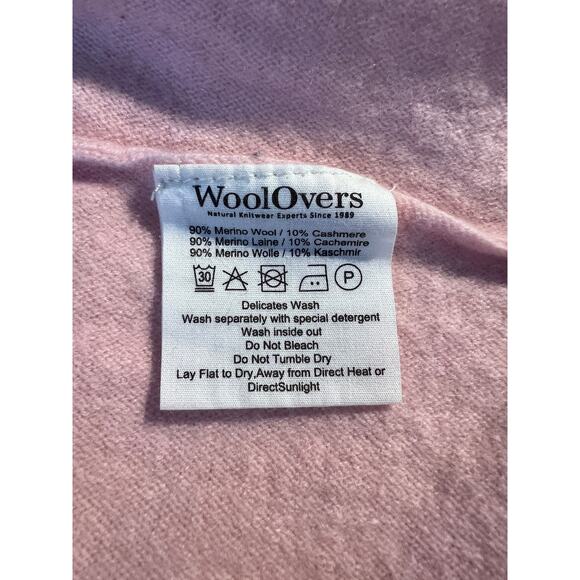 WoolOvers
Natural Knitwear Experts Since 1989
90% Merino Wool / 10% Cashmere
90% Merino Laine / 10% Cachemire
90% Merino Wolle / 10% Kaschmir
30 P
Delicates Wash
Wash separately with special detergent
Wash inside out
Do Not Bleach
Do Not Tumble Dry
Lay Flat to Dry,Away from Direct Heat or
DirectSunlight